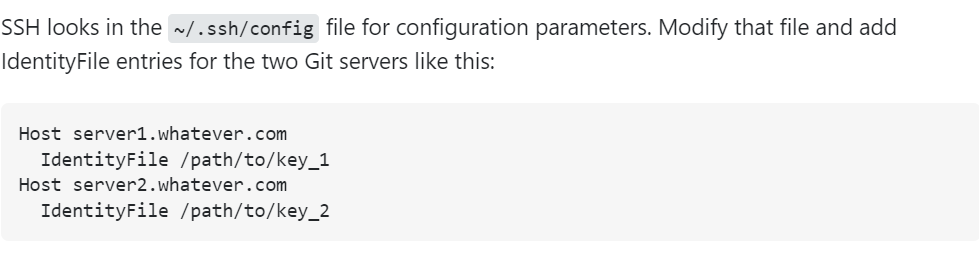 SSH looks in the ~/.ssh/config file for configuration parameters. Modify that file and add
IdentityFile entries for the two Git servers like this:
Host server1.whatever.com
  IdentityFile /path/to/key_1
Host server2.whatever.com
  IdentityFile /path/to/key_2